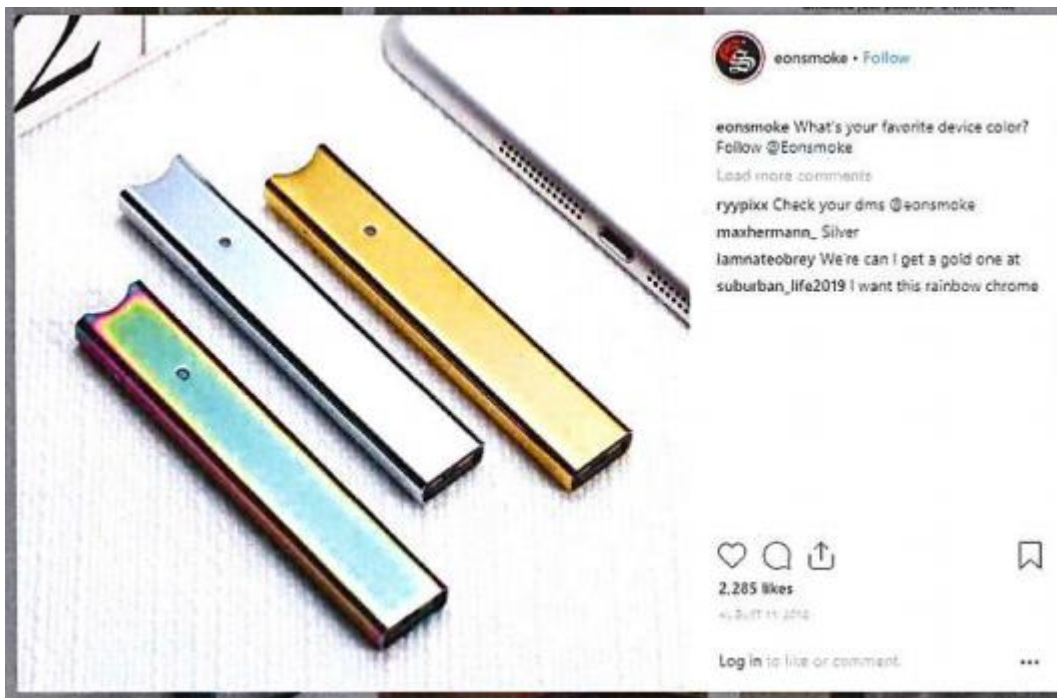 eonsmoke • Follow
eonsmoke What's your favorite device color?
Follow @Eonsmoke
Load more comments
ryypixx Check your dms @eonsmoke
maxhermann_ Silver
iamnateobrey We're can I get a gold one at
suburban_life2019 I want this rainbow chrome
2,285 likes
Log in to like or comment.